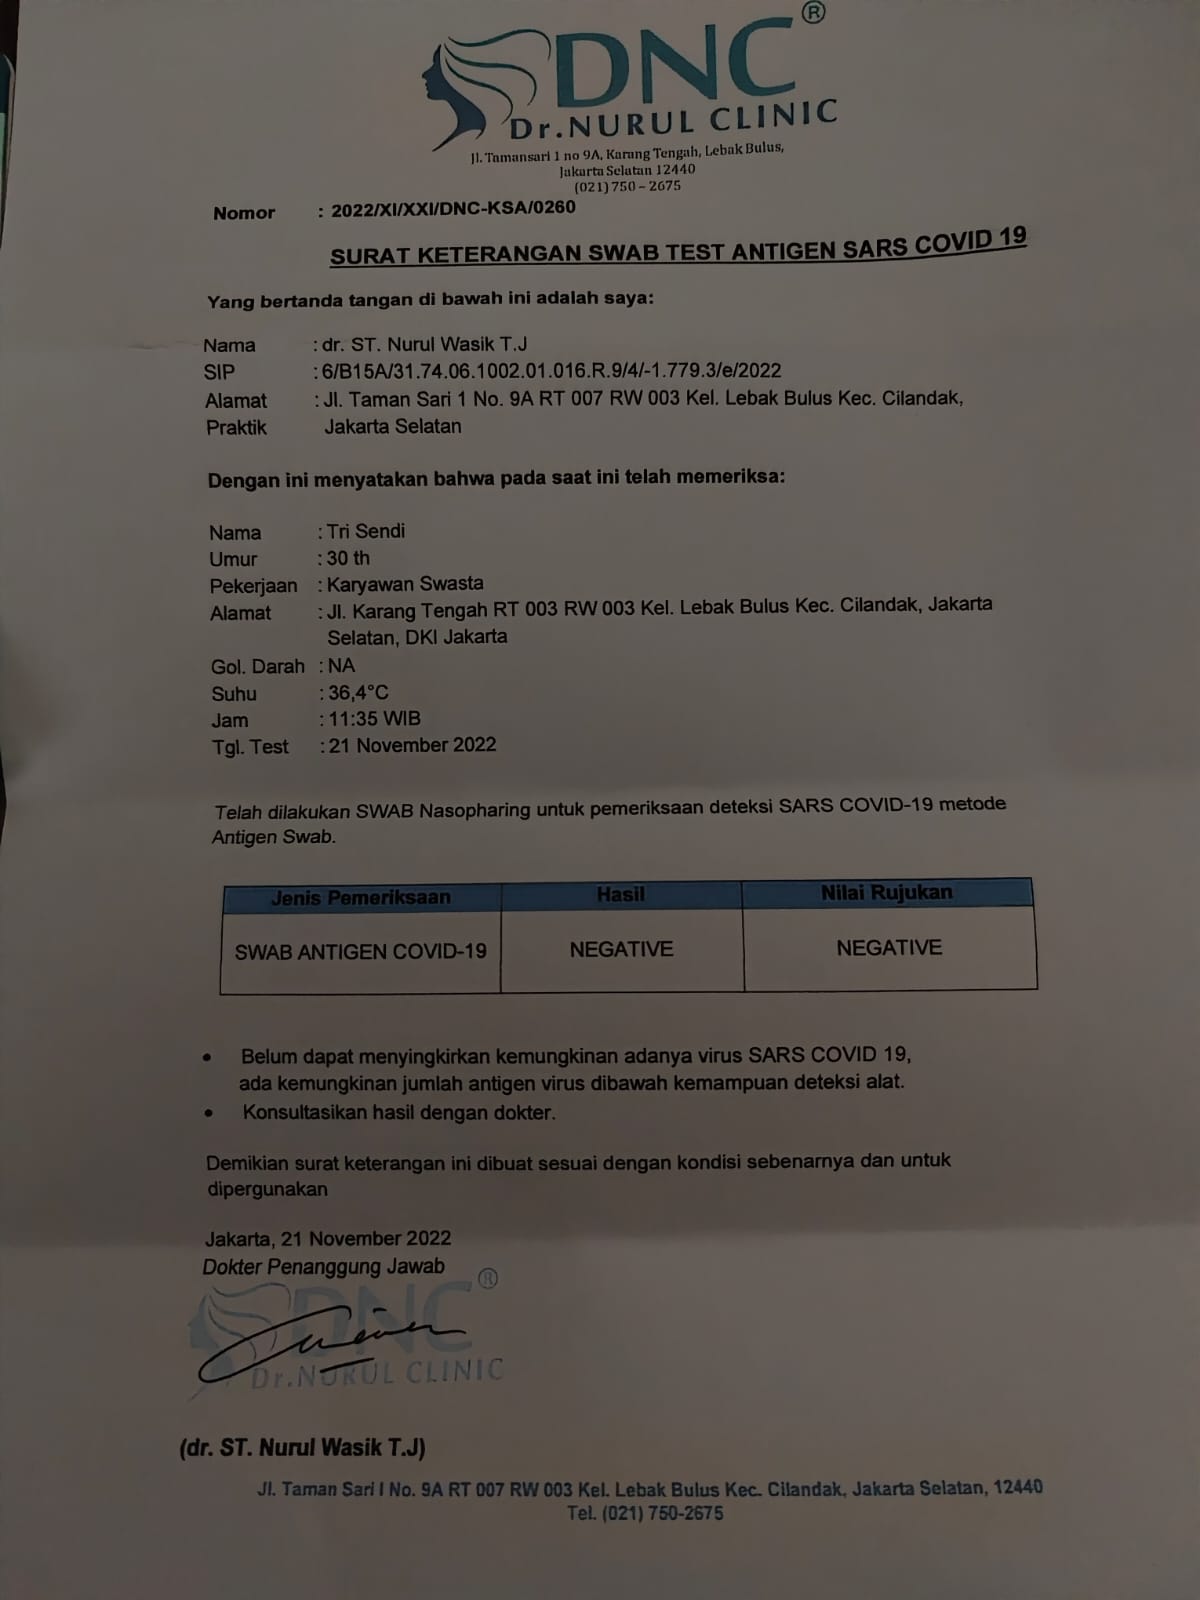 DNC®
Dr.NURUL CLINIC
Jl. Tamansari 1 no 9A, Karang Tengah, Lebak Bulus,
Jakarta Selatan 12440
(021) 750 – 2675
Nomor : 2022/XI/XXI/DNC-KSA/0260
SURAT KETERANGAN SWAB TEST ANTIGEN SARS COVID 19
Yang bertanda tangan di bawah ini adalah saya:
Nama : dr. ST. Nurul Wasik T.J
SIP : 6/B15A/31.74.06.1002.01.016.R.9/4/-1.779.3/e/2022
Alamat : Jl. Taman Sari 1 No. 9A RT 007 RW 003 Kel. Lebak Bulus Kec. Cilandak,
Praktik Jakarta Selatan
Dengan ini menyatakan bahwa pada saat ini telah memeriksa:
Nama : Tri Sendi
Umur : 30 th
Pekerjaan : Karyawan Swasta
Alamat : Jl. Karang Tengah RT 003 RW 003 Kel. Lebak Bulus Kec. Cilandak, Jakarta
Selatan, DKI Jakarta
Gol. Darah : NA
Suhu : 36,4°C
Jam : 11:35 WIB
Tgl. Test : 21 November 2022
Telah dilakukan SWAB Nasopharing untuk pemeriksaan deteksi SARS COVID-19 metode
Antigen Swab.
Jenis Pemeriksaan Hasil Nilai Rujukan
SWAB ANTIGEN COVID-19 NEGATIVE NEGATIVE
• Belum dapat menyingkirkan kemungkinan adanya virus SARS COVID 19,
ada kemungkinan jumlah antigen virus dibawah kemampuan deteksi alat.
• Konsultasikan hasil dengan dokter.
Demikian surat keterangan ini dibuat sesuai dengan kondisi sebenarnya dan untuk
dipergunakan
Jakarta, 21 November 2022
Dokter Penanggung Jawab
DNC®
Dr.NURUL CLINIC
(dr. ST. Nurul Wasik T.J)
Jl. Taman Sari I No. 9A RT 007 RW 003 Kel. Lebak Bulus Kec. Cilandak, Jakarta Selatan, 12440
Tel. (021) 750-2675